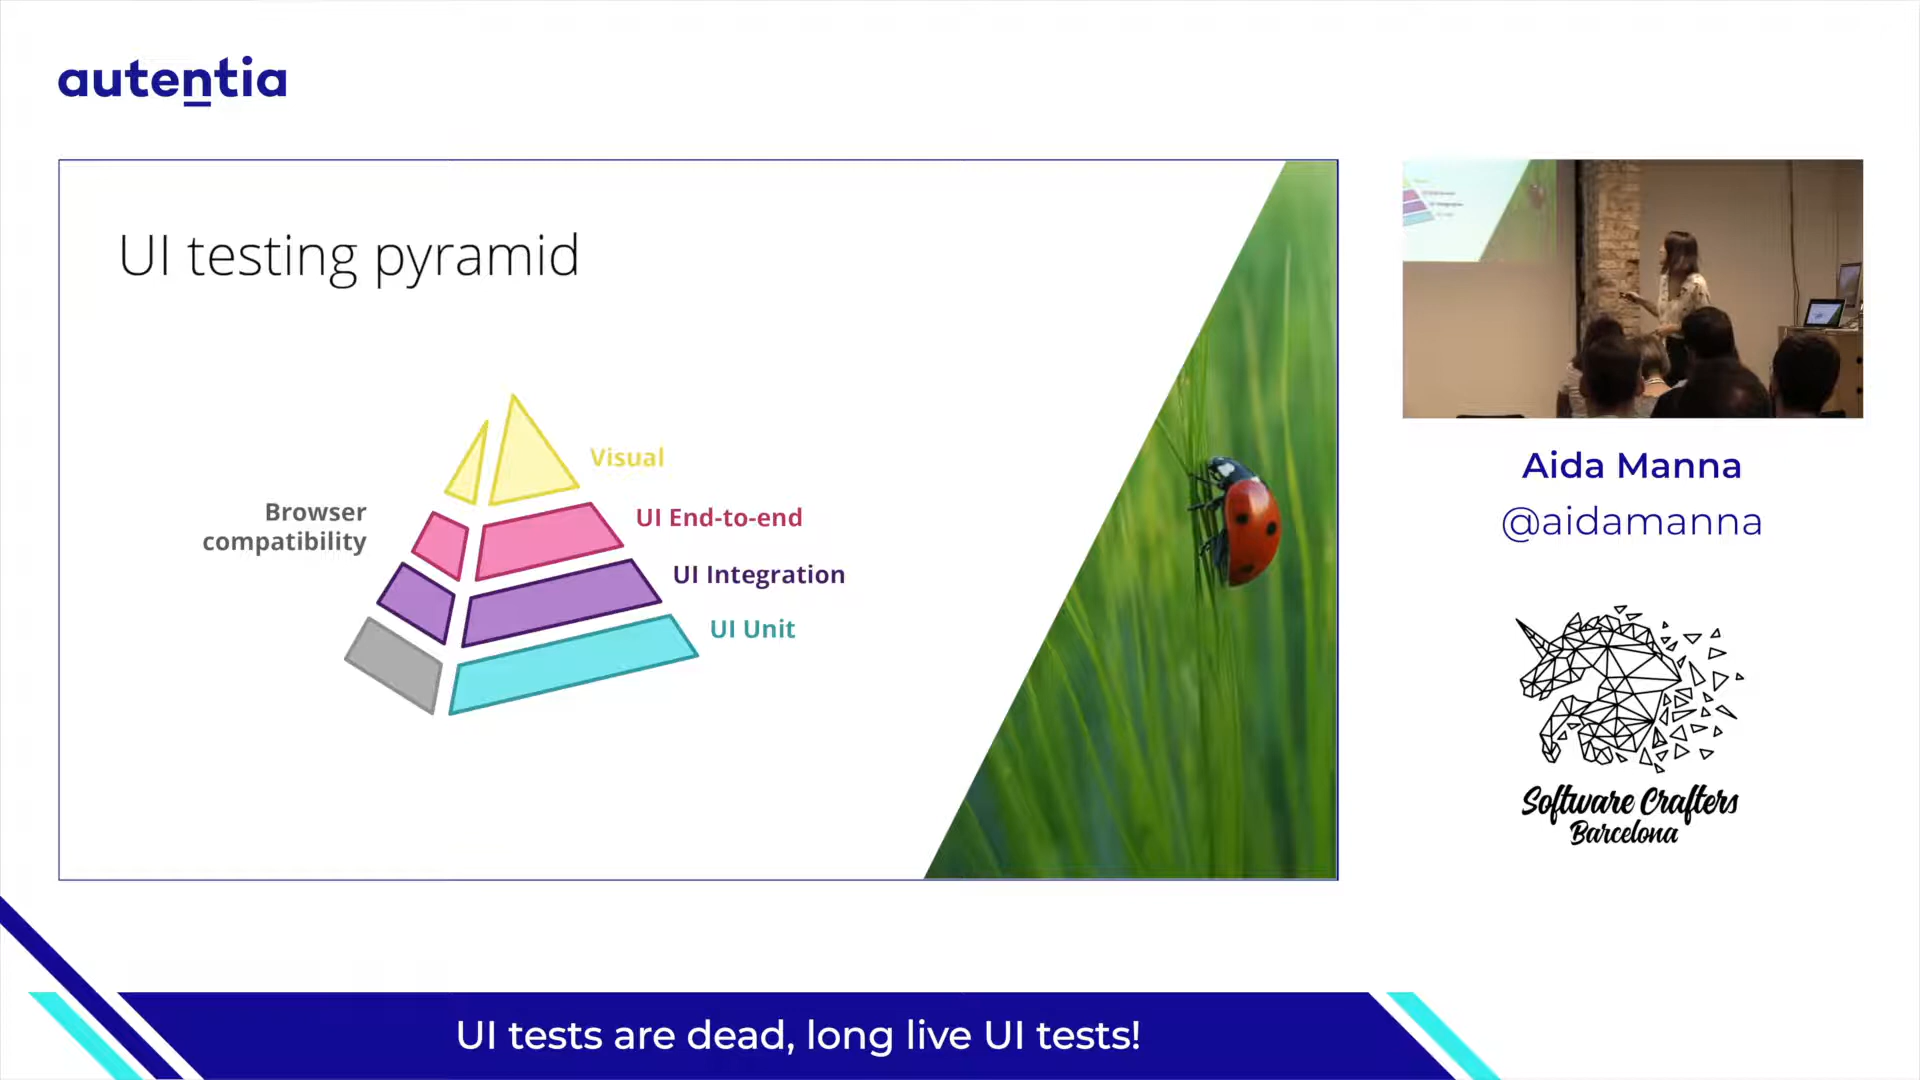 autentia
UI testing pyramid
Visual
Browser
compatibility
UI End-to-end
UI Integration
UI Unit
Aida Manna
@aidamanna
Software Crafters
Barcelona
UI tests are dead, long live UI tests!